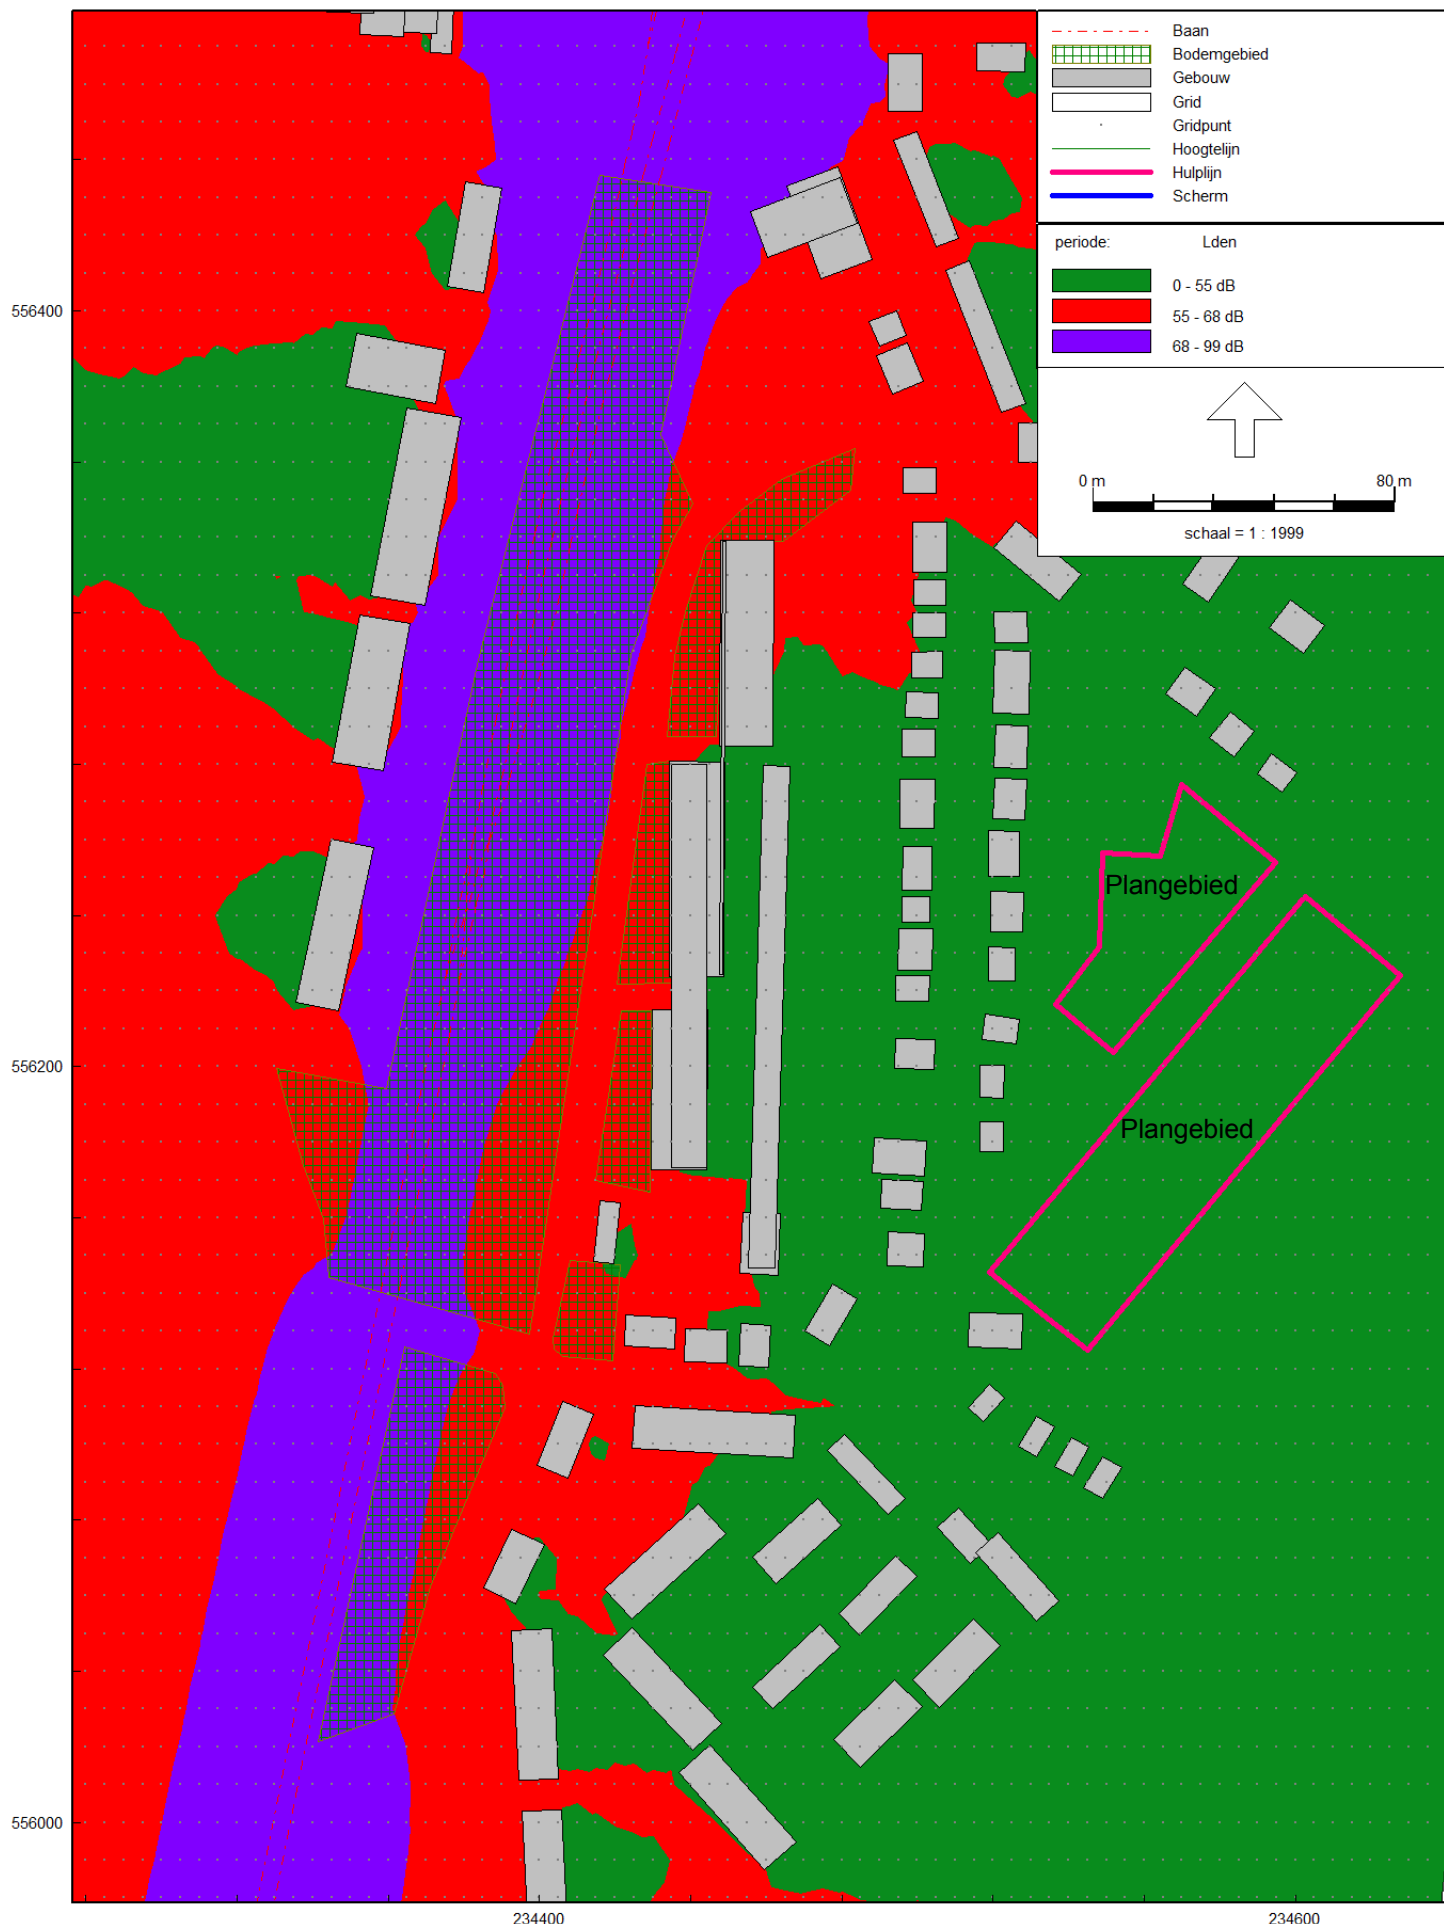 Baan
Bodemgebied
Gebouw
Grid
Gridpunt
Hoogtelijn
Hulplijn
Scherm
periode: Lden
0 - 55 dB
55 - 68 dB
68 - 99 dB
0 m 80 m
schaal = 1 : 1999
556400
Plangebied
556200
Plangebied
556000
234400 234600